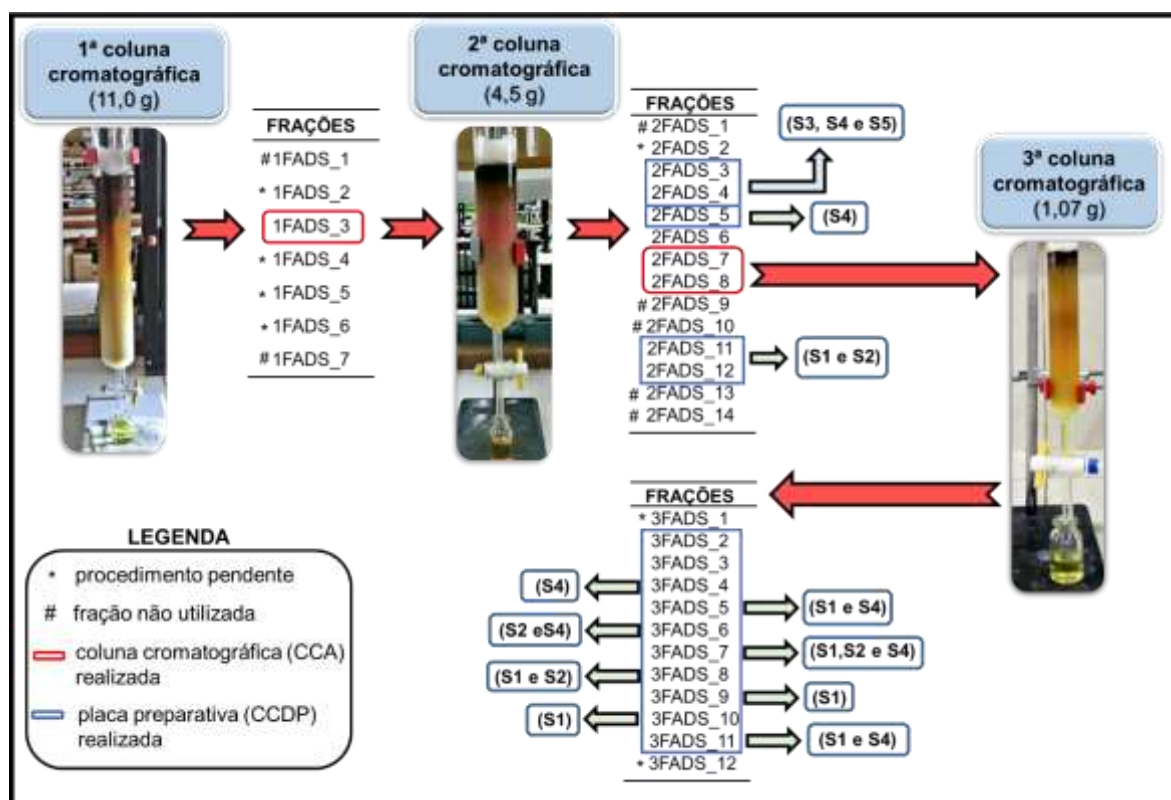 1ª coluna
cromatográfica
(11,0 g)
FRAÇÕES
#1FADS_1
* 1FADS_2
1FADS_3
* 1FADS_4
* 1FADS_5
* 1FADS_6
# 1FADS_7
2ª coluna
cromatográfica
(4,5 g)
FRAÇÕES
# 2FADS_1
* 2FADS_2
2FADS_3
2FADS_4
2FADS_5
2FADS_6
2FADS_7
2FADS_8
# 2FADS_9
# 2FADS_10
2FADS_11
2FADS_12
# 2FADS_13
# 2FADS_14
(S3, S4 e S5)
(S4)
(S1 e S2)
3ª coluna
cromatográfica
(1,07 g)
FRAÇÕES
* 3FADS_1
3FADS_2
3FADS_3
3FADS_4
3FADS_5
3FADS_6
3FADS_7
3FADS_8
3FADS_9
3FADS_10
3FADS_11
* 3FADS_12
(S4)
(S2 eS4)
(S1 e S2)
(S1)
(S1 e S4)
(S1,S2 e S4)
(S1)
(S1 e S4)
LEGENDA
* procedimento pendente
# fração não utilizada
coluna cromatográfica (CCA)
realizada
placa preparativa (CCDP)
realizada